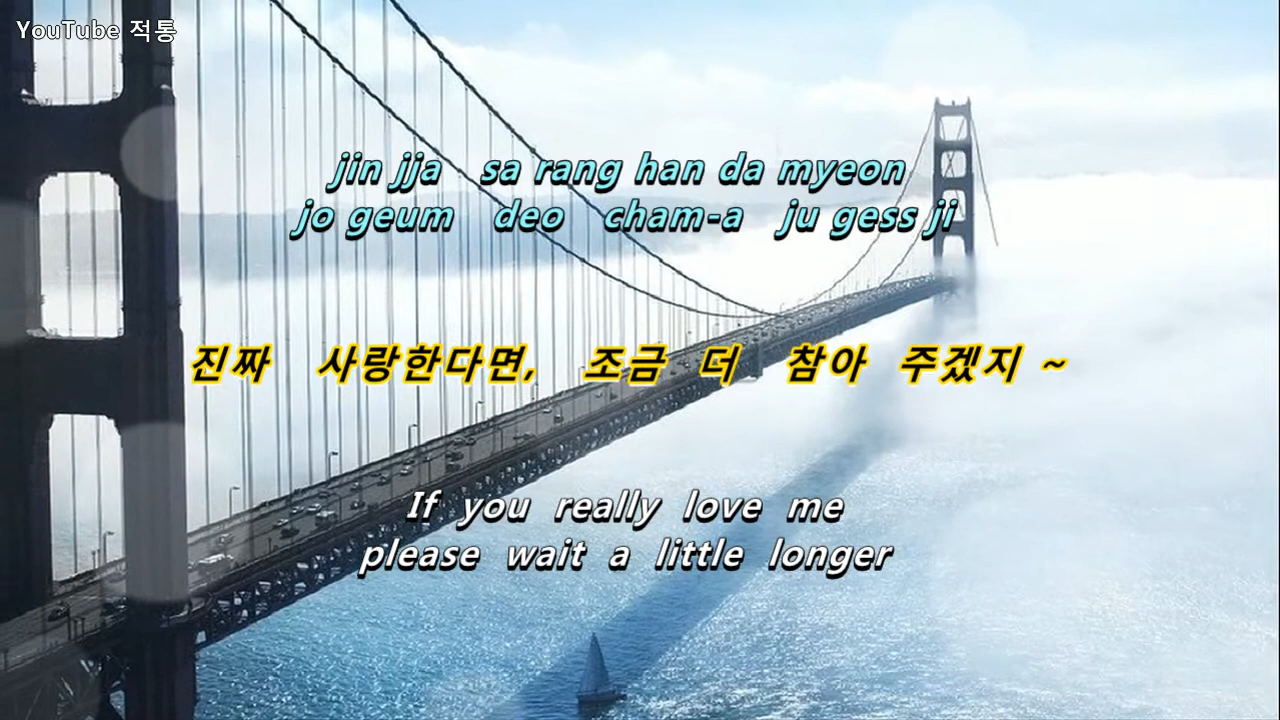 YouTube 적통
jin jja sa rang han da myeon
jo geum deo cham-a ju gess ji
진짜 사랑한다면, 조금 더 참아 주겠지 ~
If you really love me
please wait a little longer